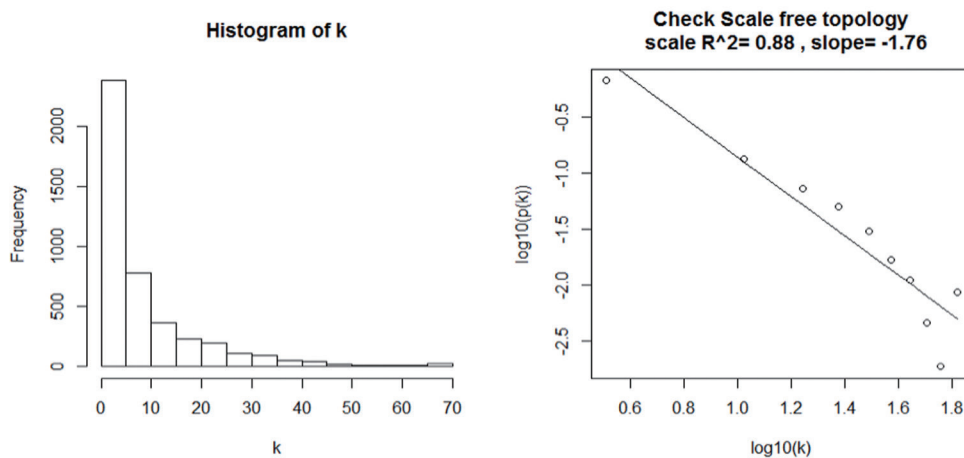 Histogram of k
Frequency
0 500 1000 1500 2000
0 10 20 30 40 50 60 70
k
Check Scale free topology
scale R^2= 0.88 , slope= -1.76
log10(p(k))
-2.5 -2.0 -1.5 -1.0 -0.5
0.6 0.8 1.0 1.2 1.4 1.6 1.8
log10(k)